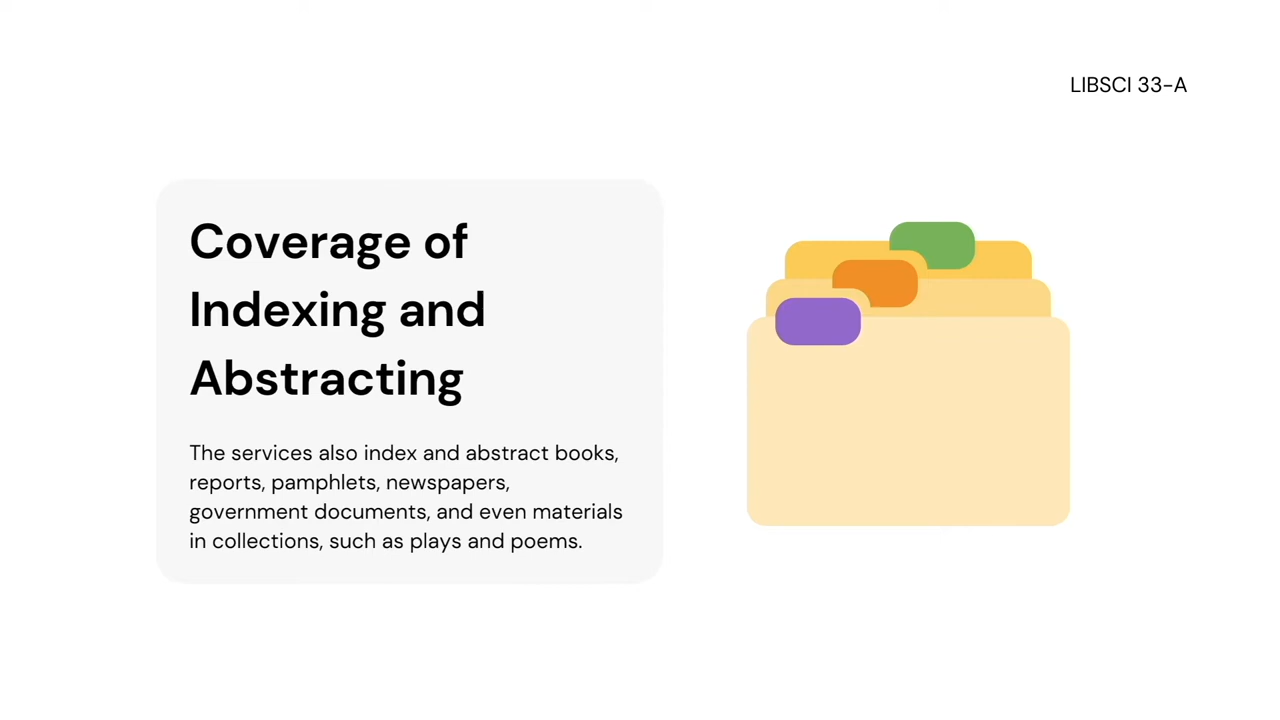 LIBSCI 33-A
Coverage of
Indexing and
Abstracting
The services also index and abstract books,
reports, pamphlets, newspapers,
government documents, and even materials
in collections, such as plays and poems.